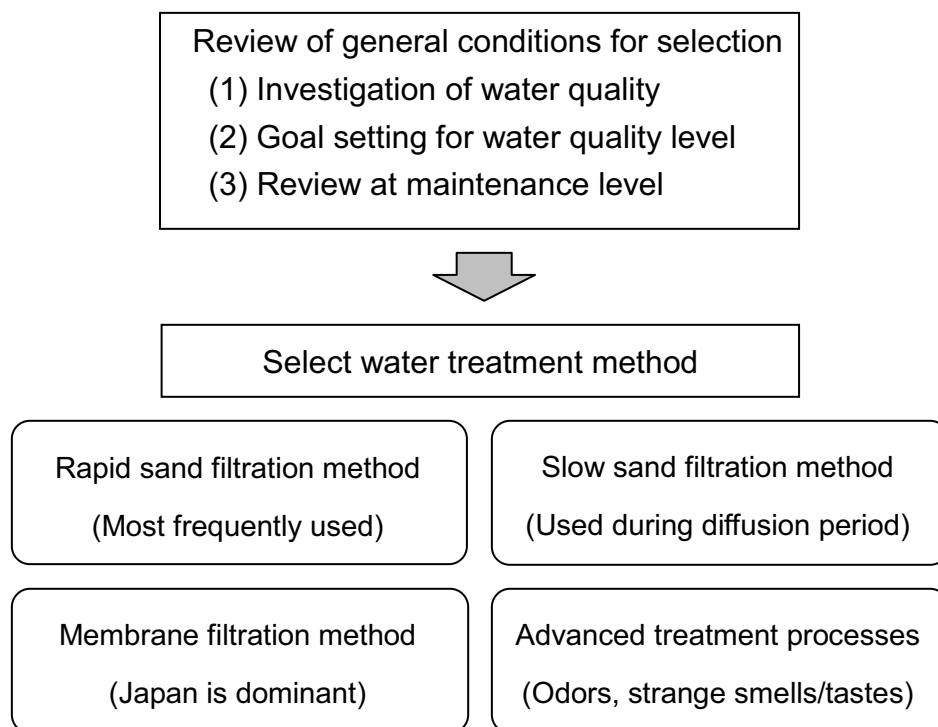 Review of general conditions for selection
(1) Investigation of water quality
(2) Goal setting for water quality level
(3) Review at maintenance level
Select water treatment method
Rapid sand filtration method
(Most frequently used)
Slow sand filtration method
(Used during diffusion period)
Membrane filtration method
(Japan is dominant)
Advanced treatment processes
(Odors, strange smells/tastes)